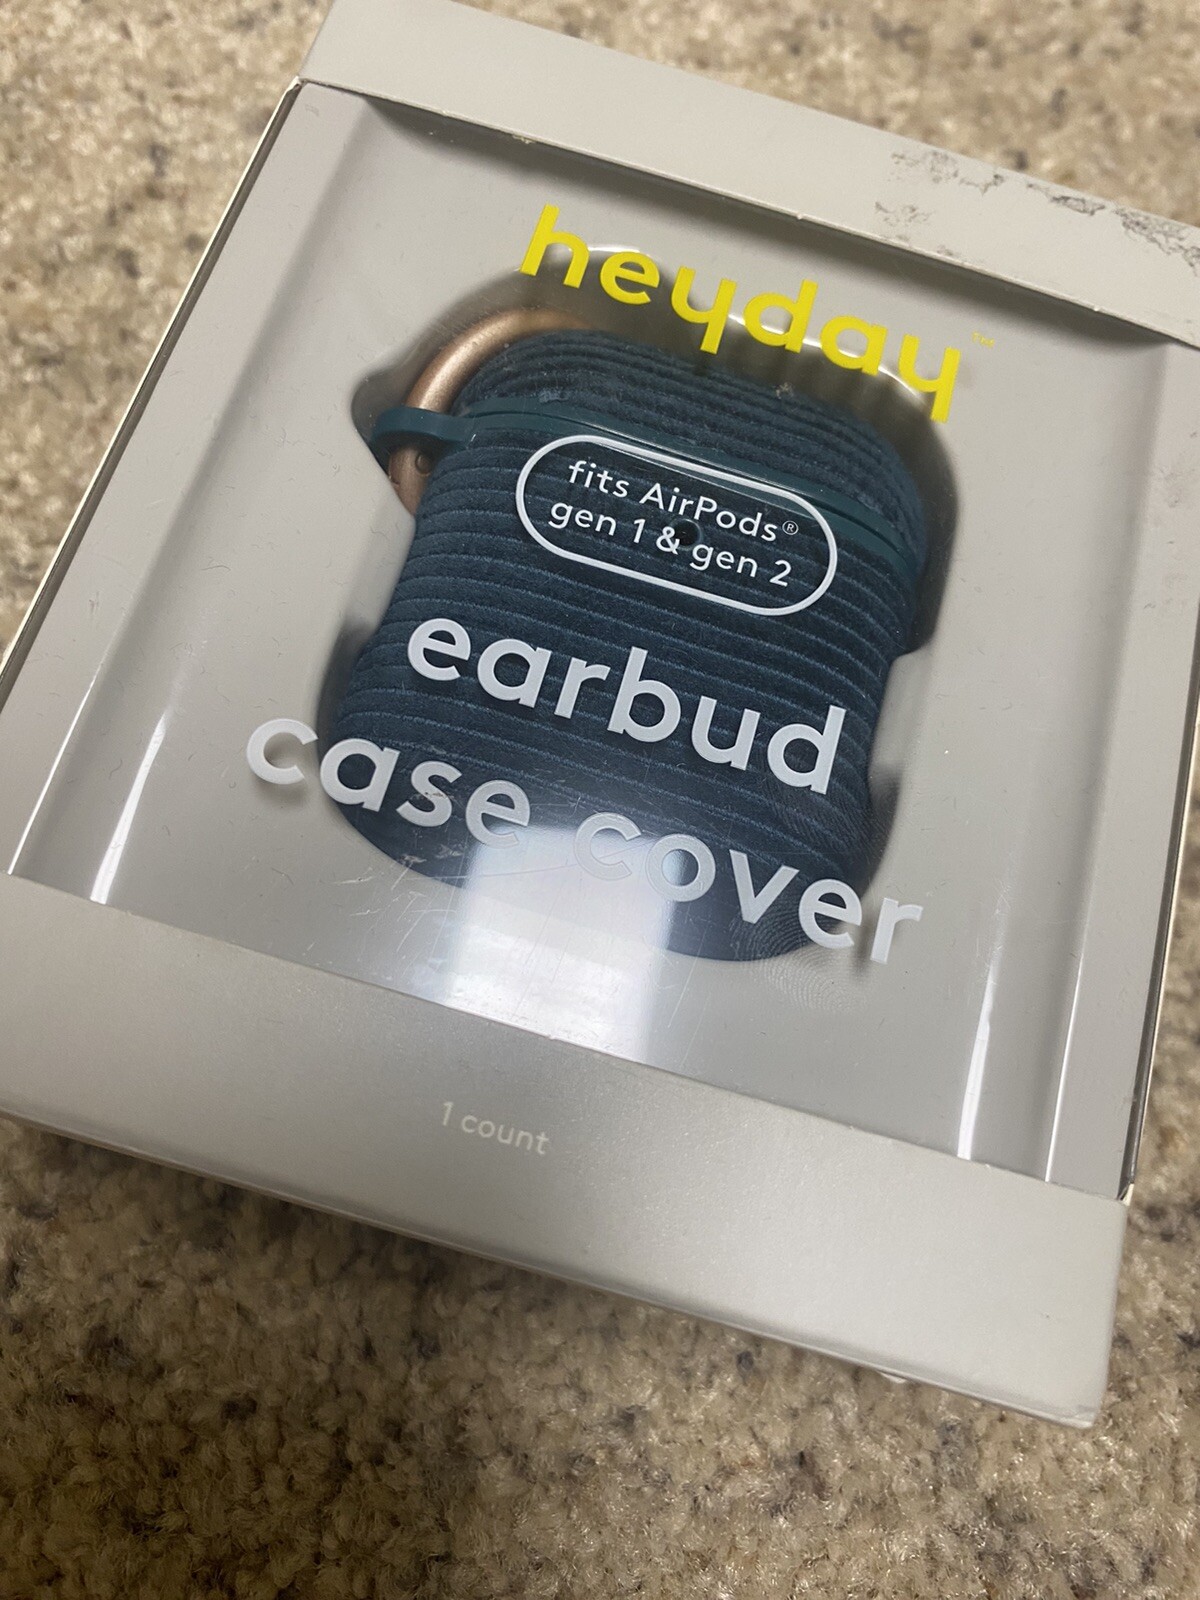 heyday™
fits AirPods®
gen 1 & gen 2
earbud
case cover
1 count